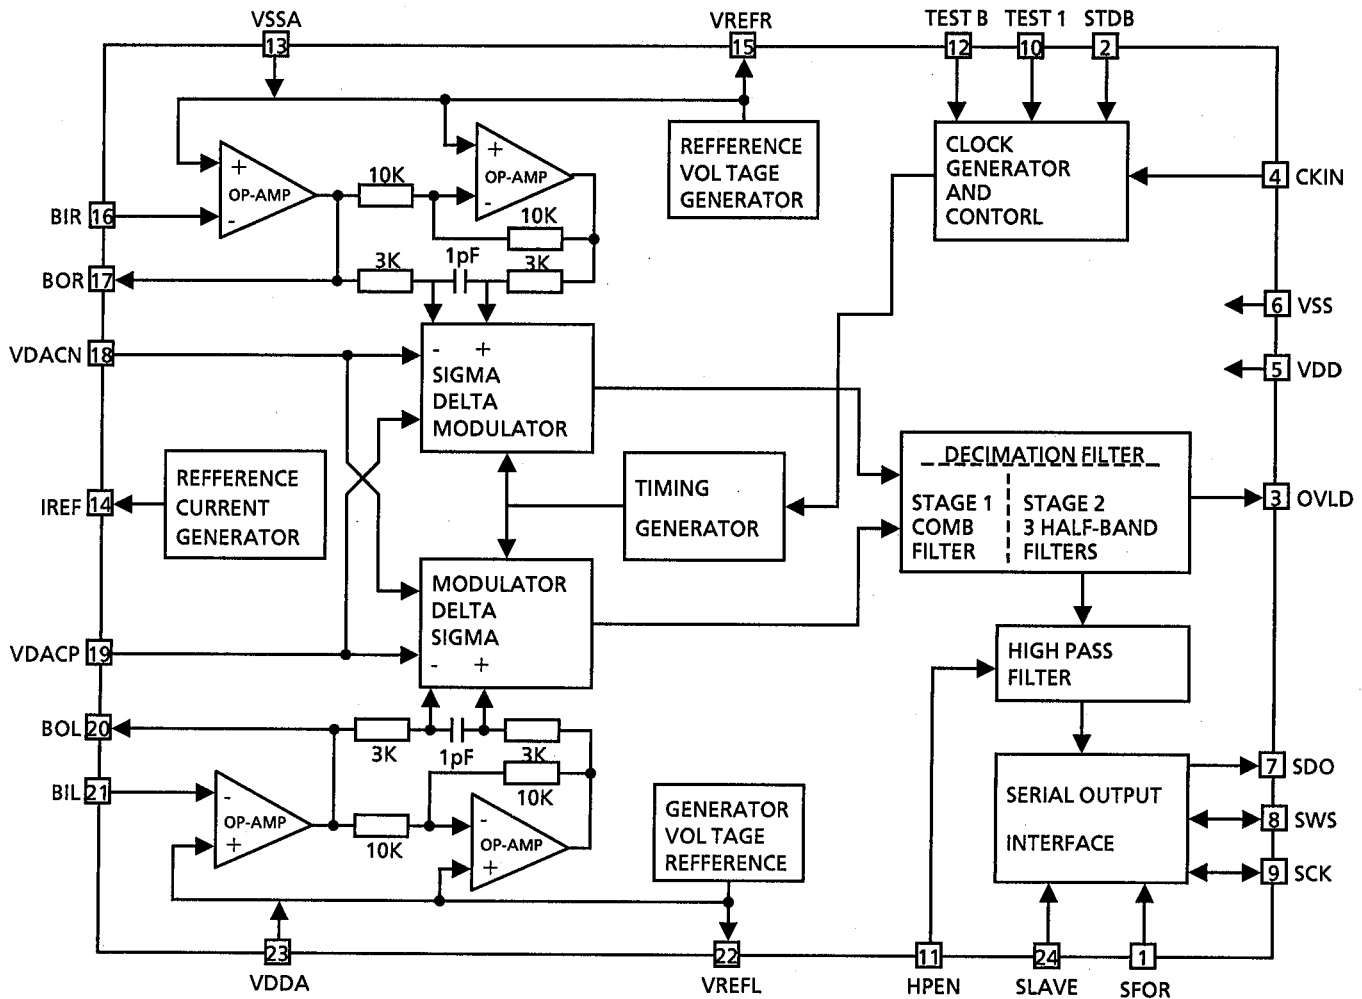 VSSA
VREFR
TEST B
TEST 1
STDB
13
15
12
10
2
REFFERENCE
VOLTAGE
GENERATOR
CLOCK
GENERATOR
AND
CONTORL
4
CKIN
+
OP-AMP
-
+
OP-AMP
-
10K
10K
BIR
16
BOR
17
3K
1pF
3K
6
VSS
VDACN
18
- +
SIGMA
DELTA
MODULATOR
5
VDD
DECIMATION FILTER
STAGE 1
COMB
FILTER
STAGE 2
3 HALF-BAND
FILTERS
3
OVLD
IREF
14
REFFERENCE
CURRENT
GENERATOR
TIMING
GENERATOR
MODULATOR
DELTA
SIGMA
- +
VDACP
19
HIGH PASS
FILTER
BOL
20
3K
1pF
3K
BIL
21
-
OP-AMP
+
10K
10K
-
OP-AMP
+
GENERATOR
VOLTAGE
REFFERENCE
SERIAL OUTPUT
INTERFACE
7
SDO
8
SWS
9
SCK
23
22
11
24
1
VDDA
VREFL
HPEN
SLAVE
SFOR